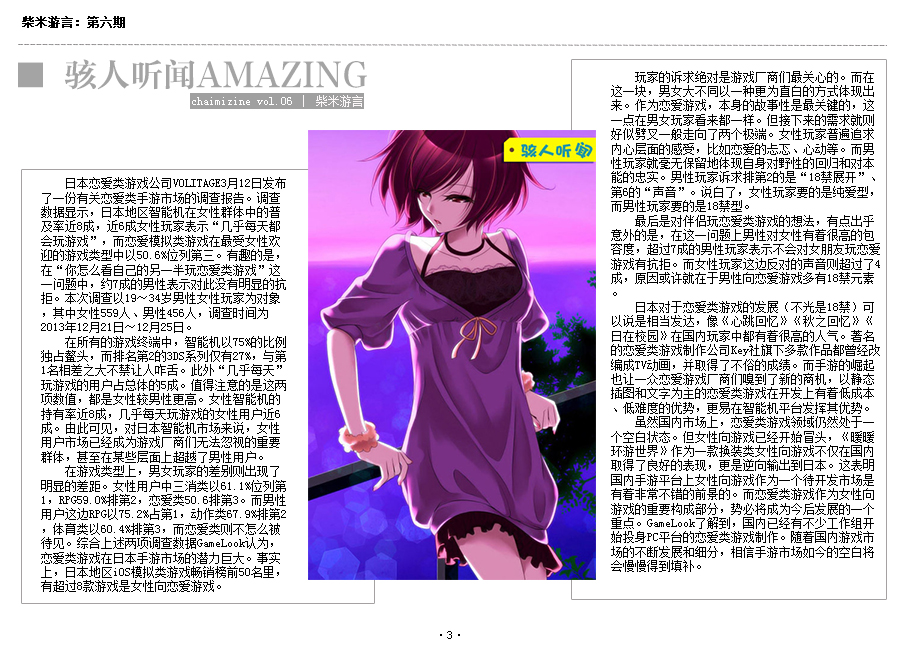 柴米游言：第六期
骇人听闻AMAZING
chaimizine vol.06 | 柴米游言
日本恋爱类游戏公司VOLITAGE3月12日发布
了一份有关恋爱类手游市场的调查报告。调查
数据显示，日本地区智能机在女性群体中的普
及率近8成，近6成女性玩家表示“几乎每天都
会玩游戏”，而恋爱模拟类游戏在最受女性欢
迎的游戏类型中以50.6%位列第三。有趣的是，
在“你怎么看自己的另一半玩恋爱类游戏”这
一问题中，约7成的男性表示对此没有明显的抗
拒。本次调查以19～34岁男性女性玩家为对象
，其中女性559人、男性456人，调查时间为
2013年12月21日～12月25日。
在所有的游戏终端中，智能机以75%的比例
独占鳌头，而排名第2的3DS系列仅有27%，与第
1名相差之大不禁让人咋舌。此外“几乎每天”
玩游戏的用户占总体的5成。值得注意的是这两
项数值，都是女性较男性更高。女性智能机的
持有率近8成，几乎每天玩游戏的女性用户近6
成。由此可见，对日本智能机市场来说，女性
用户市场已经成为游戏厂商们无法忽视的重要
群体，甚至在某些层面上超越了男性用户。
在游戏类型上，男女玩家的差别则出现了
明显的差距。女性用户中三消类以61.1%位列第
1，RPG59.0%排第2，恋爱类50.6排第3。而男性
用户这边RPG以75.2%占第1，动作类67.9%排第2
，体育类以60.4%排第3，而恋爱类则不怎么被
待见。综合上述两项调查数据GameLook认为，
恋爱类游戏在日本手游市场的潜力巨大。事实
上，日本地区iOS模拟类游戏畅销榜前50名里，
有超过8款游戏是女性向恋爱游戏。
·骇人听闻
玩家的诉求绝对是游戏厂商们最关心的。而在
这一块，男女大不同以一种更为直白的方式体现出
来。作为恋爱游戏，本身的故事性是最关键的，这
一点在男女玩家看来都一样。但接下来的需求就则
好似劈叉一般走向了两个极端。女性玩家普遍追求
内心层面的感受，比如恋爱的忐忑、心动等。而男
性玩家就毫无保留地体现自身对野性的回归和对本
能的忠实。男性玩家诉求排第2的是“18禁展开”、
第6的“声音”。说白了，女性玩家要的是纯爱型，
而男性玩家要的是18禁型。
最后是对伴侣玩恋爱类游戏的想法，有点出乎
意外的是，在这一问题上男性对女性有着很高的包
容度，超过7成的男性玩家表示不会对女朋友玩恋爱
游戏有抗拒。而女性玩家这边反对的声音则超过了4
成，原因或许就在于男性向恋爱游戏多有18禁元素
。
日本对于恋爱类游戏的发展（不光是18禁）可
以说是相当发达，像《心跳回忆》《秋之回忆》《
日在校园》在国内玩家中都有着很高的人气。著名
的恋爱类游戏制作公司Key社旗下多款作品都曾经改
编成TV动画，并取得了不俗的成绩。而手游的崛起
也让一众恋爱游戏厂商们嗅到了新的商机，以静态
插图和文字为主的恋爱类游戏在开发上有着低成本
、低难度的优势，更易在智能机平台发挥其优势。
虽然国内市场上，恋爱类游戏领域仍然处于一
个空白状态。但女性向游戏已经开始冒头，《暖暖
环游世界》作为一款换装类女性向游戏不仅在国内
取得了良好的表现，更是逆向输出到日本。这表明
国内手游平台上女性向游戏作为一个待开发市场是
有着非常不错的前景的。而恋爱类游戏作为女性向
游戏的重要构成部分，势必将成为今后发展的一个
重点。GameLook了解到，国内已经有不少工作组开
始投身PC平台的恋爱类游戏制作。随着国内游戏市
场的不断发展和细分，相信手游市场如今的空白将
会慢慢得到填补。
·3·